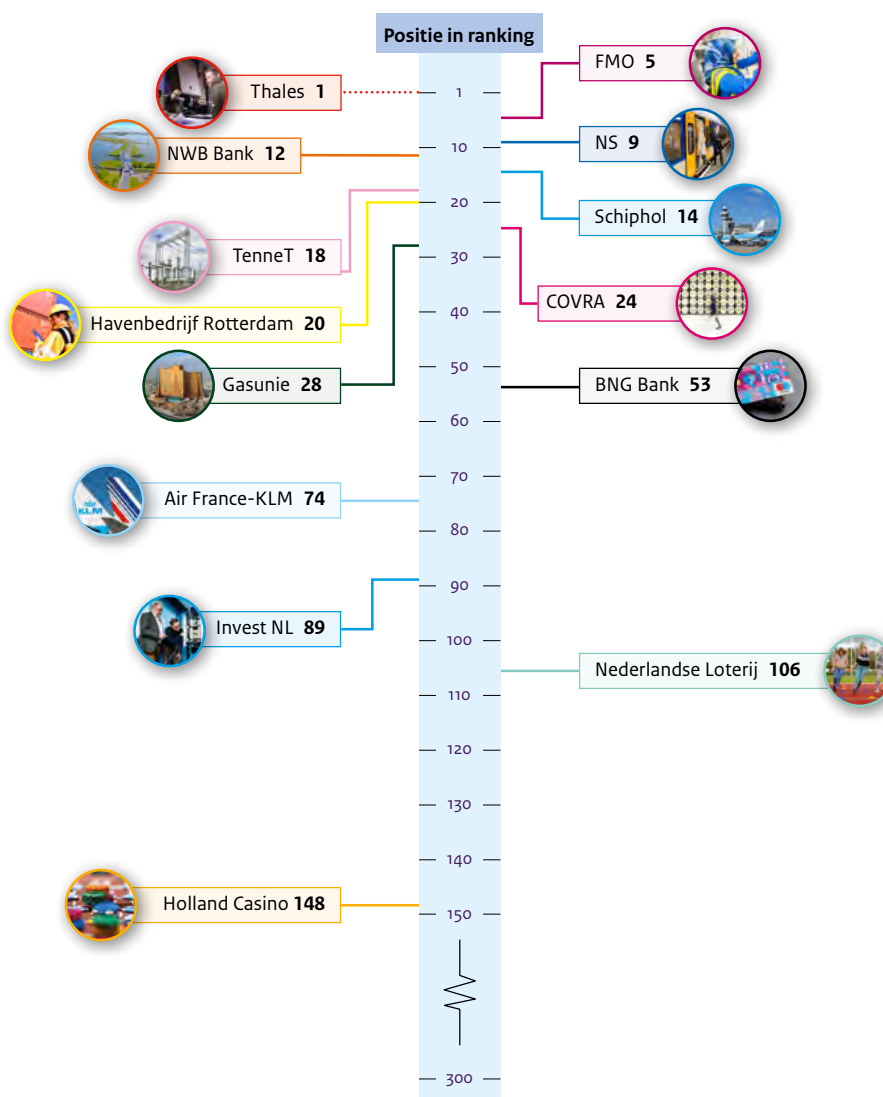 Positie in ranking
FMO 5
Thales 1
1
NS 9
NWB Bank 12
10
Schiphol 14
20
TenneT 18
30
COVRA 24
Havenbedrijf Rotterdam 20
40
50
Gasunie 28
BNG Bank 53
60
70
Air France-KLM 74
80
90
Invest NL 89
100
Nederlandse Loterij 106
110
120
130
140
Holland Casino 148
150
300
KLM